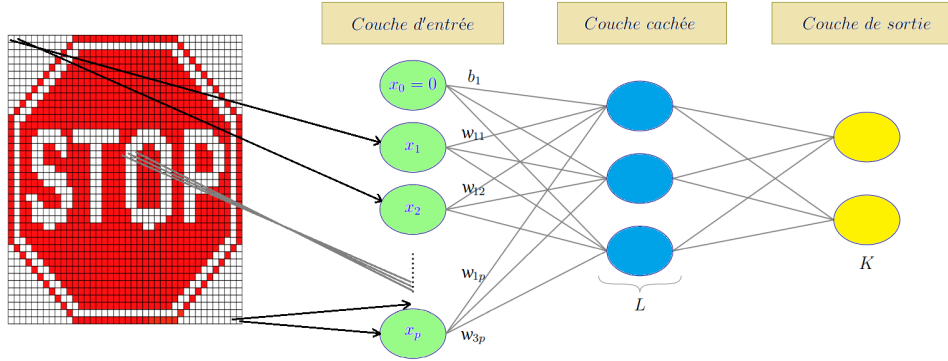 Couche d'entrée
Couche cachée
Couche de sortie
STOP
x₀ = 0
b₁
x₁
w₁₁
x₂
w₁₂
w₁ₚ
xₚ
w₃ₚ
L
K